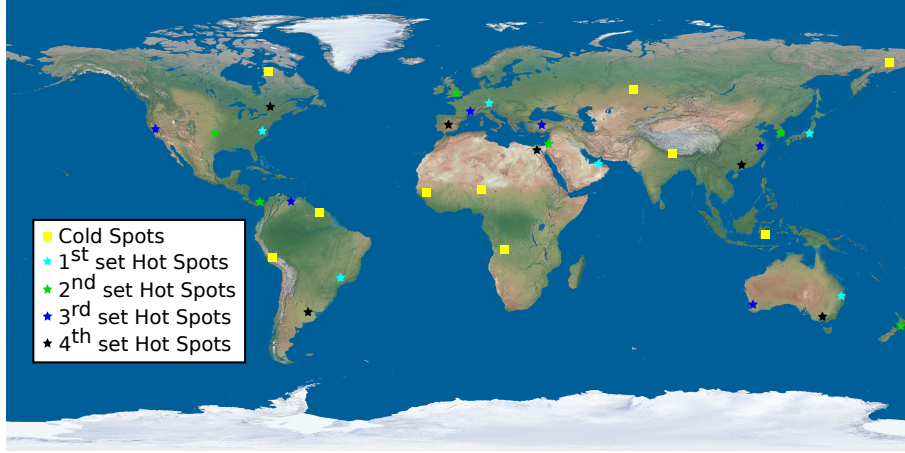 Cold Spots
1st set Hot Spots
2nd set Hot Spots
3rd set Hot Spots
4th set Hot Spots